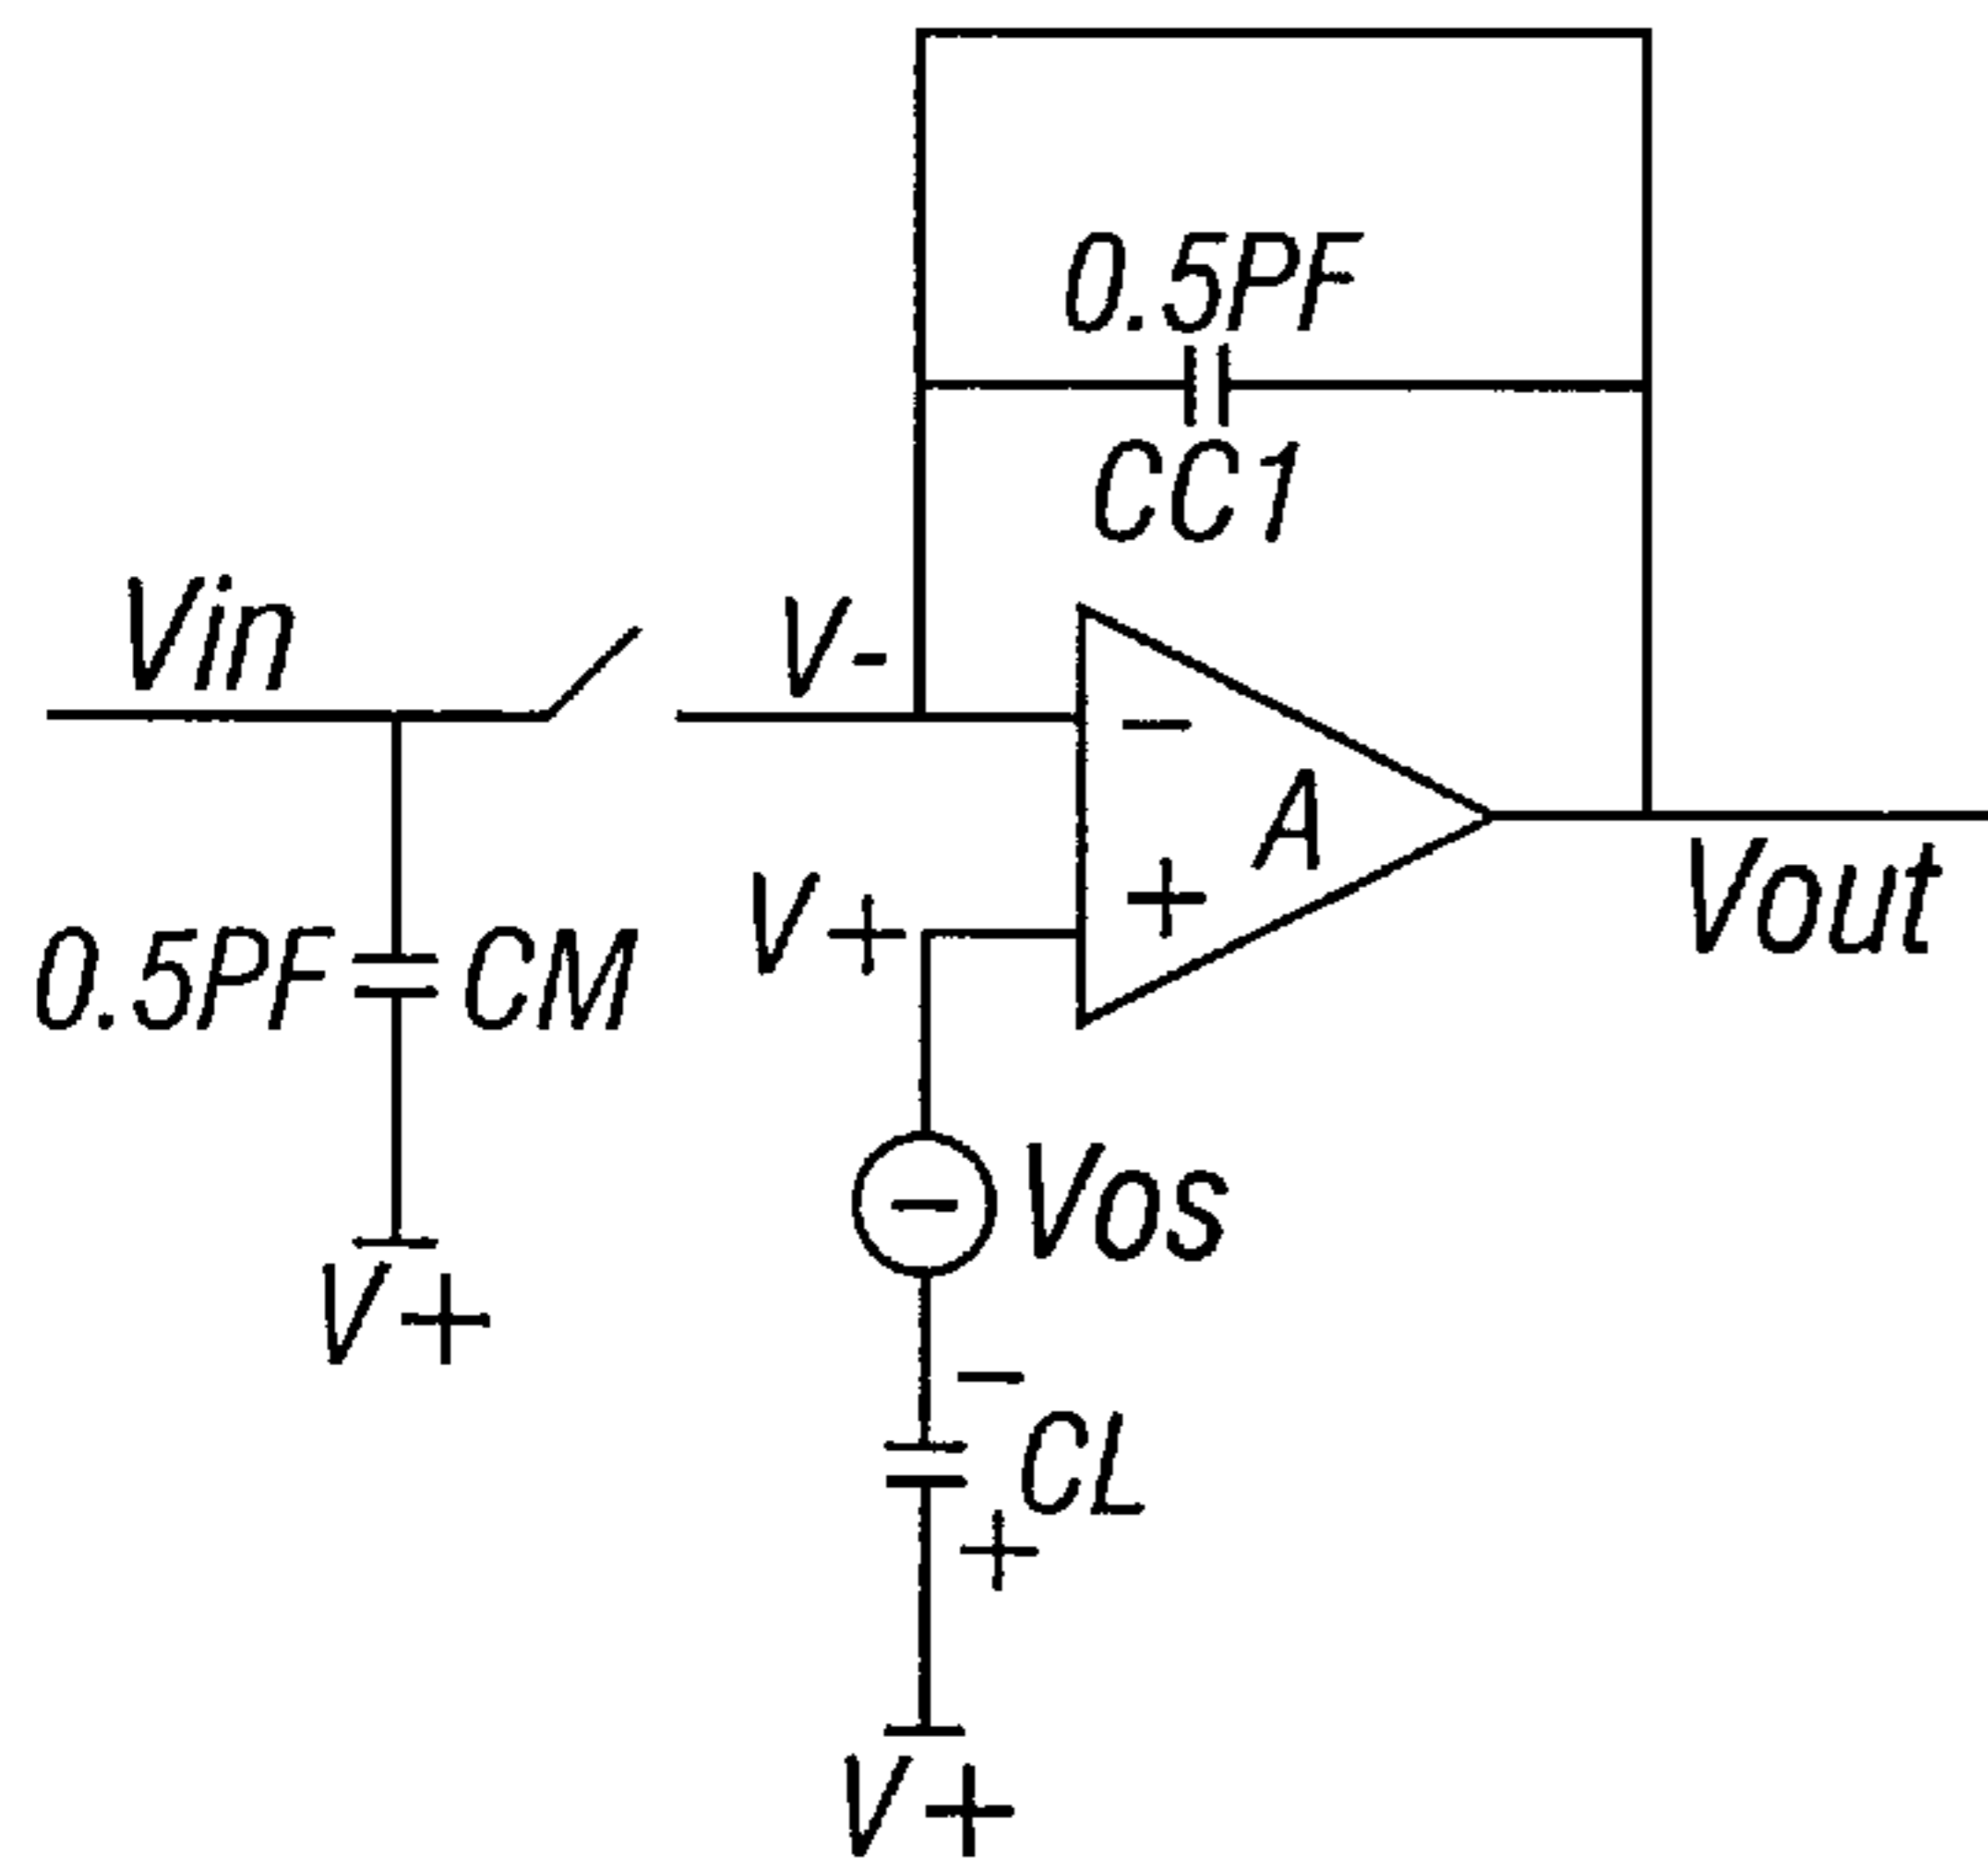 0.5PF
CC1
Vin
V-
-
A
V+
+
Vout
0.5PF CM
- Vos
V+
-
CL
+
V+